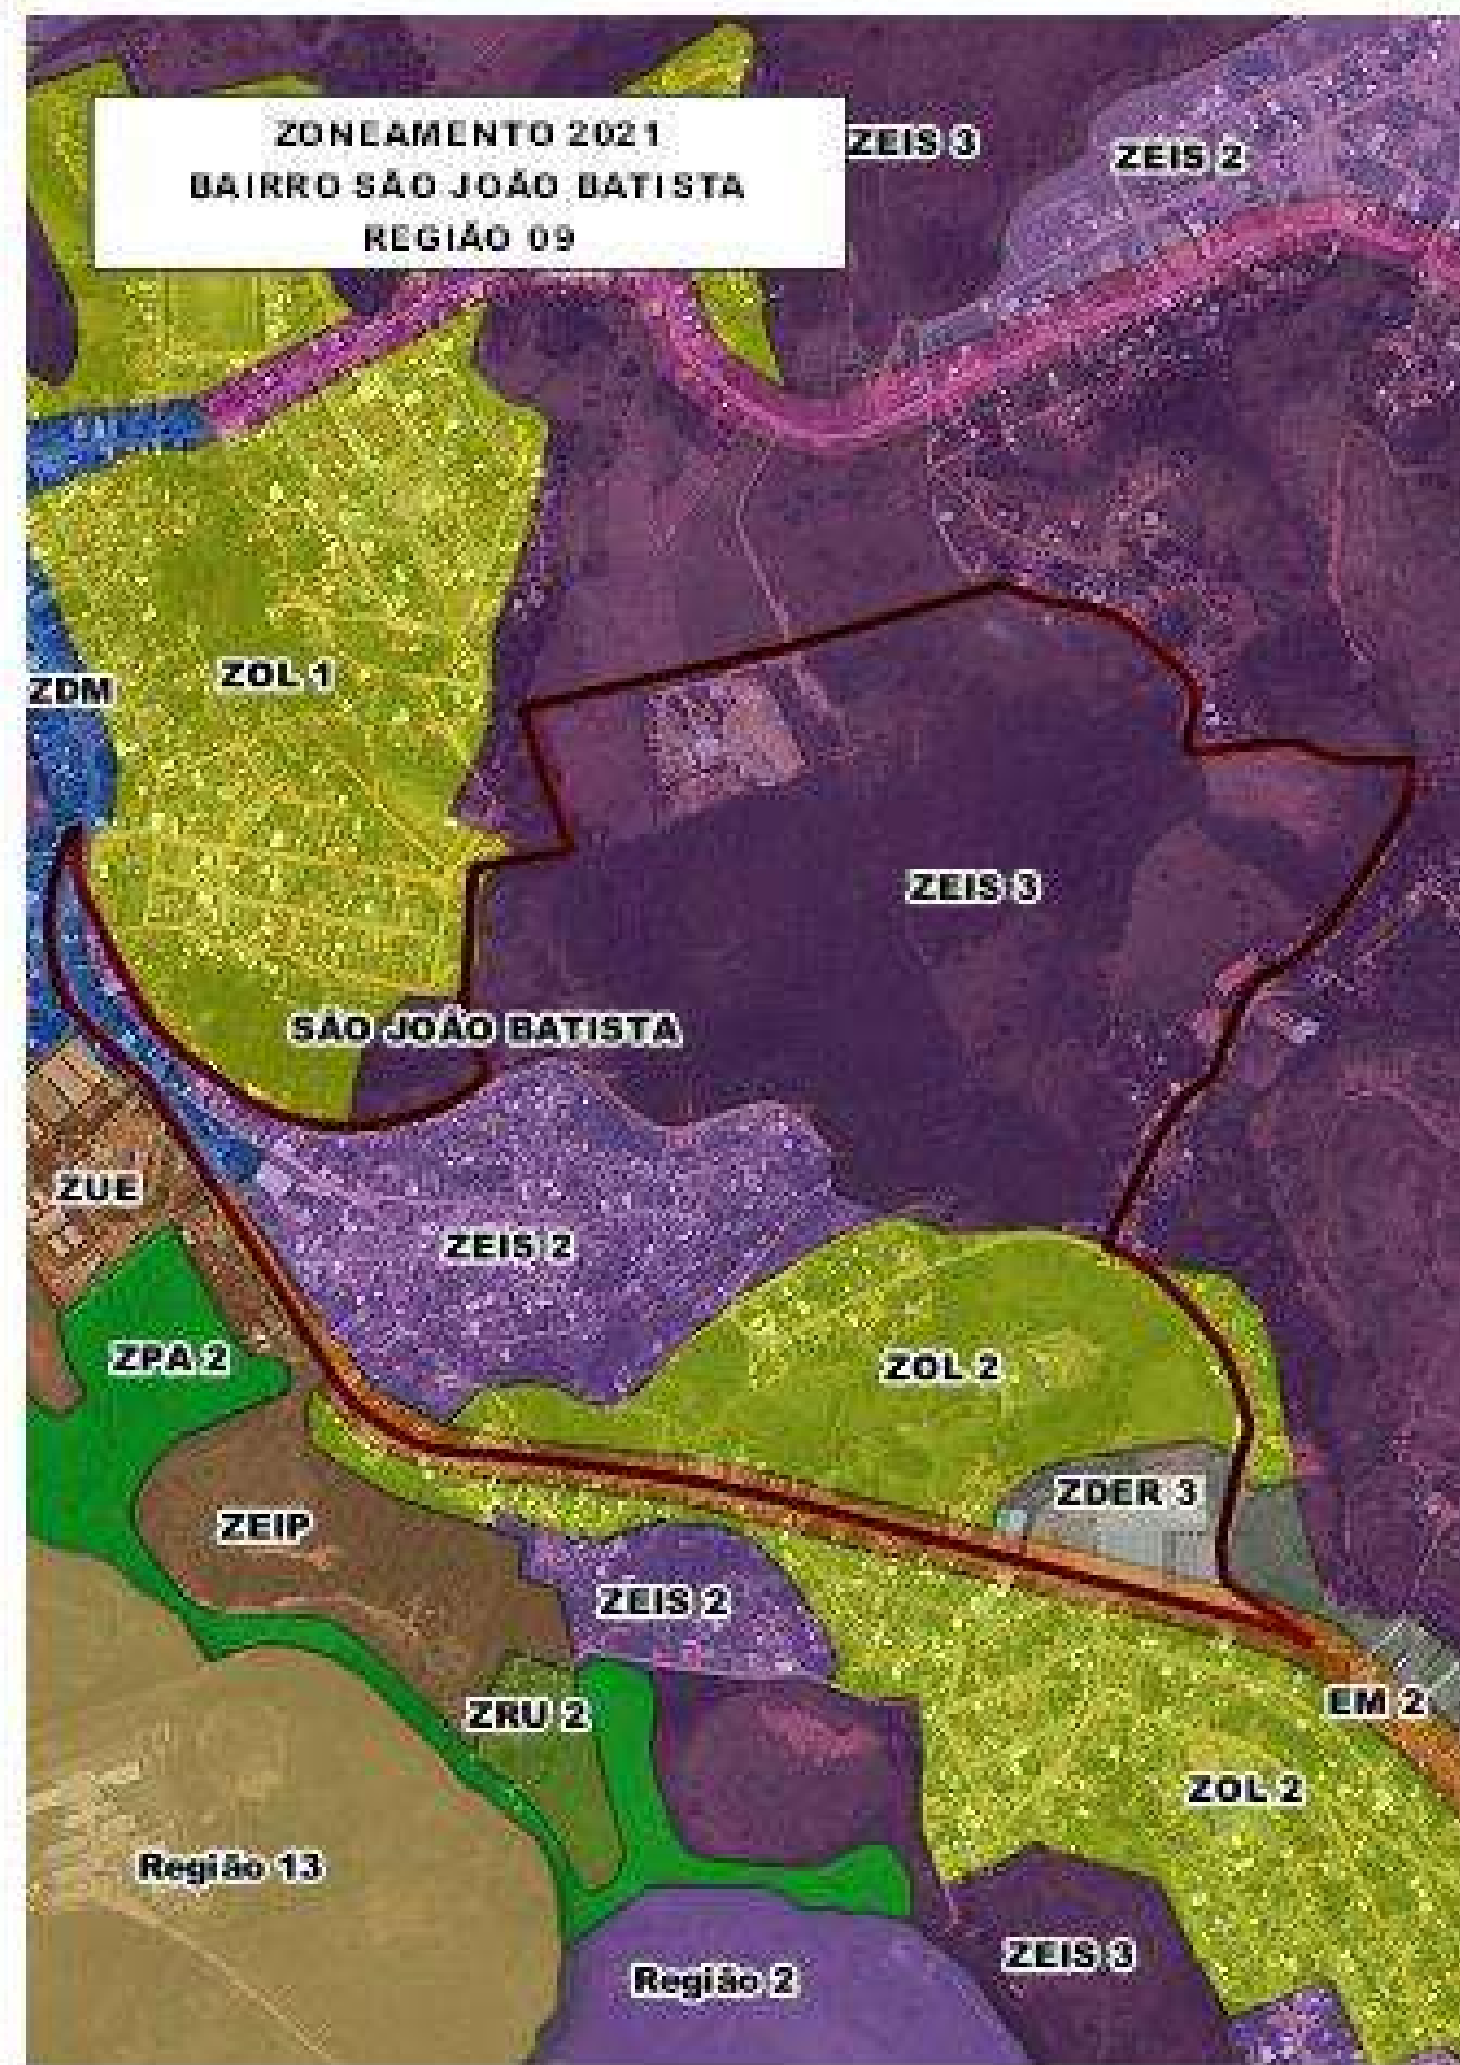 ZONEAMENTO 2021
BAIRRO SÃO JOÃO BATISTA
REGIÃO 09
ZEIS 3
ZEIS 2
ZOL 1
ZDM
ZEIS 3
SÃO JOÃO BATISTA
ZUE
ZEIS 2
ZPA 2
ZOL 2
ZDER 3
ZEIP
ZEIS 2
ZRU 2
EM 2
ZOL 2
Região 13
ZEIS 3
Região 2